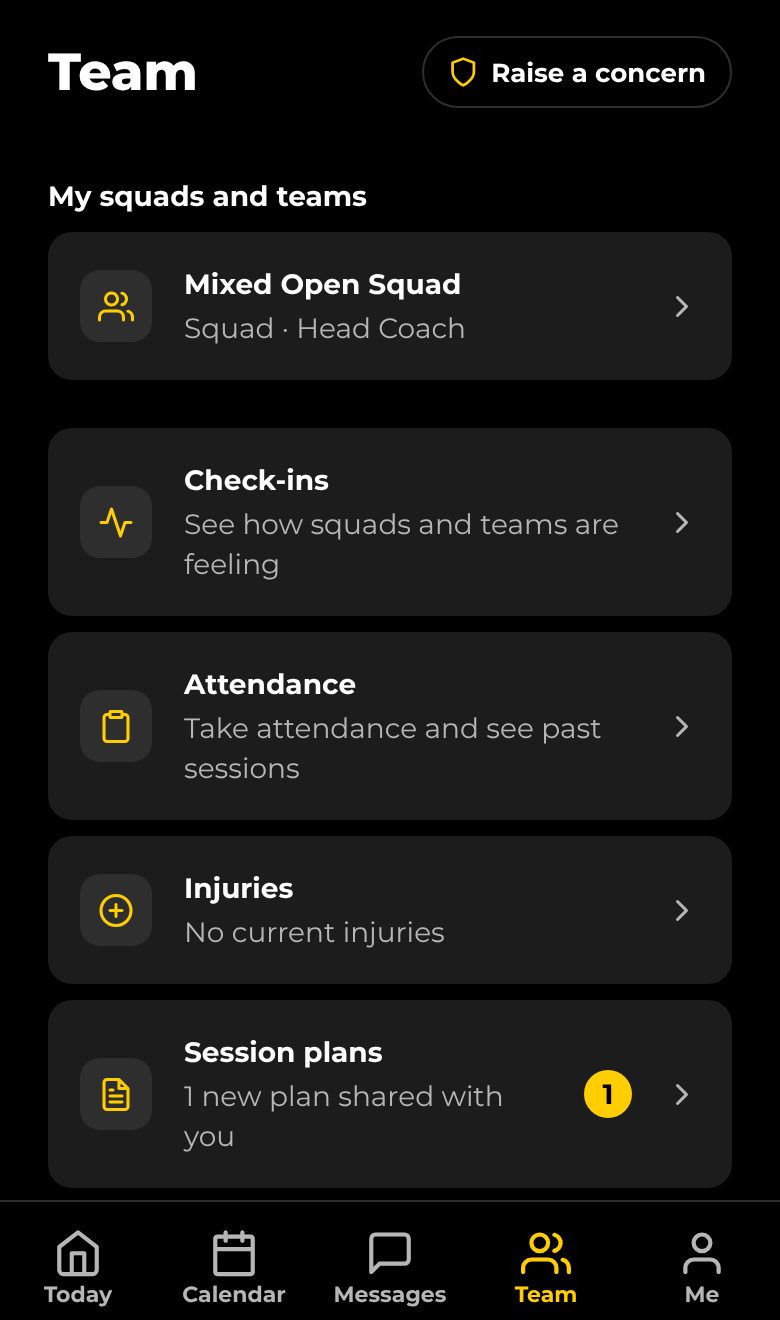 Team
Raise a concern
My squads and teams
Mixed Open Squad
Squad · Head Coach
Check-ins
See how squads and teams are
feeling
Attendance
Take attendance and see past
sessions
Injuries
No current injuries
Session plans
1 new plan shared with
you
1
Today
Calendar
Messages
Team
Me